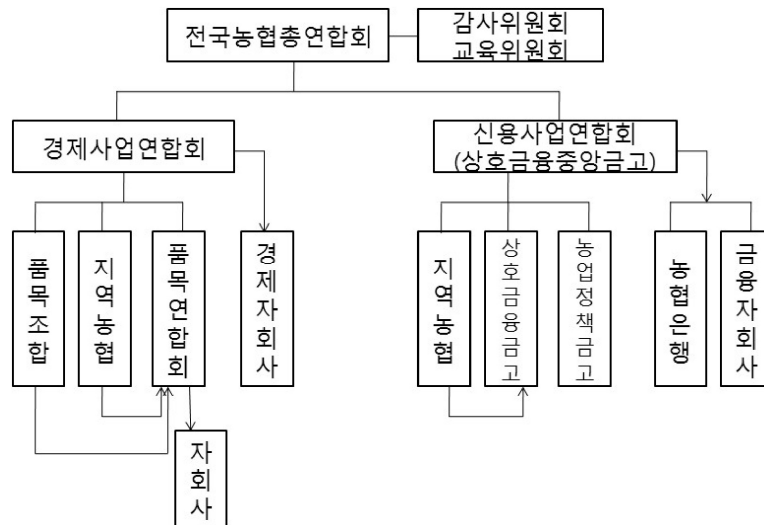 전국농협총연합회
감사위원회
교육위원회
경제사업연합회
신용사업연합회
(상호금융중앙금고)
품목조합
지역농협
품목연합회
경제자회사
지역농협
상호금융금고
농업정책금고
농협은행
금융자회사
자회사